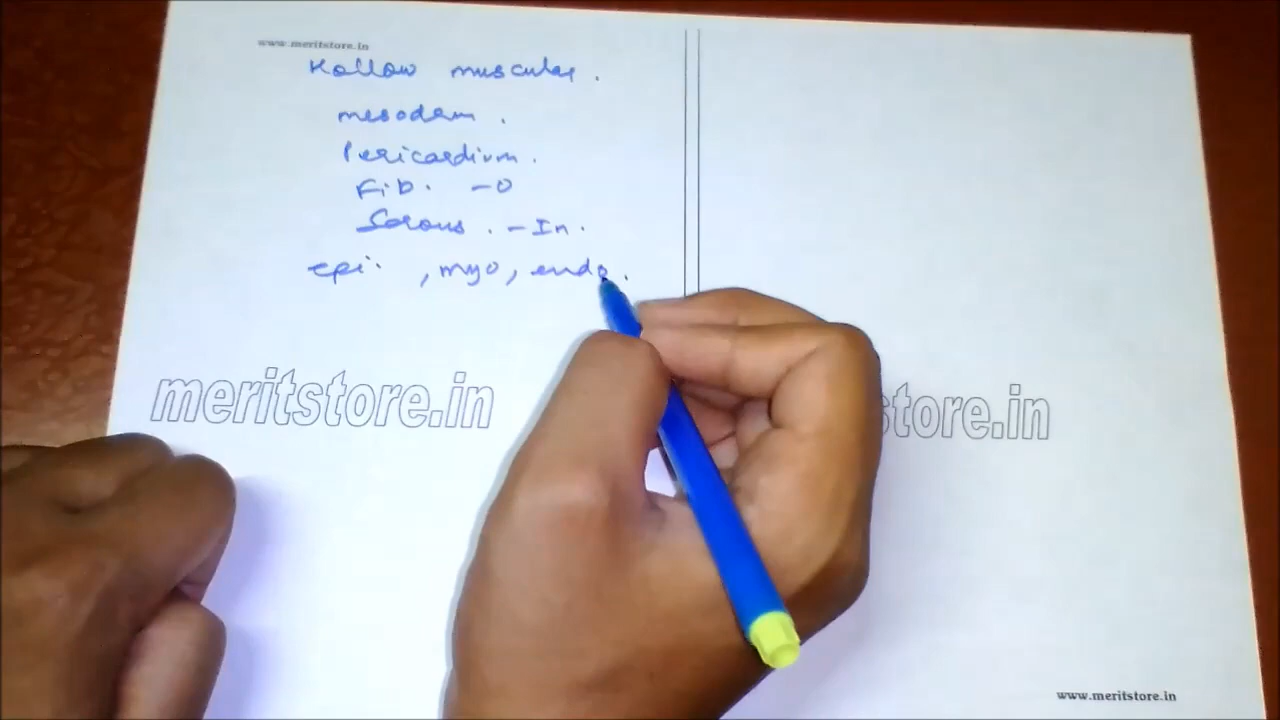 www.meritstore.in
Hollow muscular.
mesodem.
Pericardium.
Fib. - O
Serous. - In.
epi. , myo, endo.
meritstore.in
store.in
www.meritstore.in